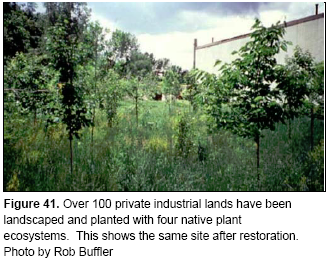 Figure 41. Over 100 private industrial lands have been
landscaped and planted with four native plant
ecosystems.  This shows the same site after restoration.
Photo by Rob Buffler